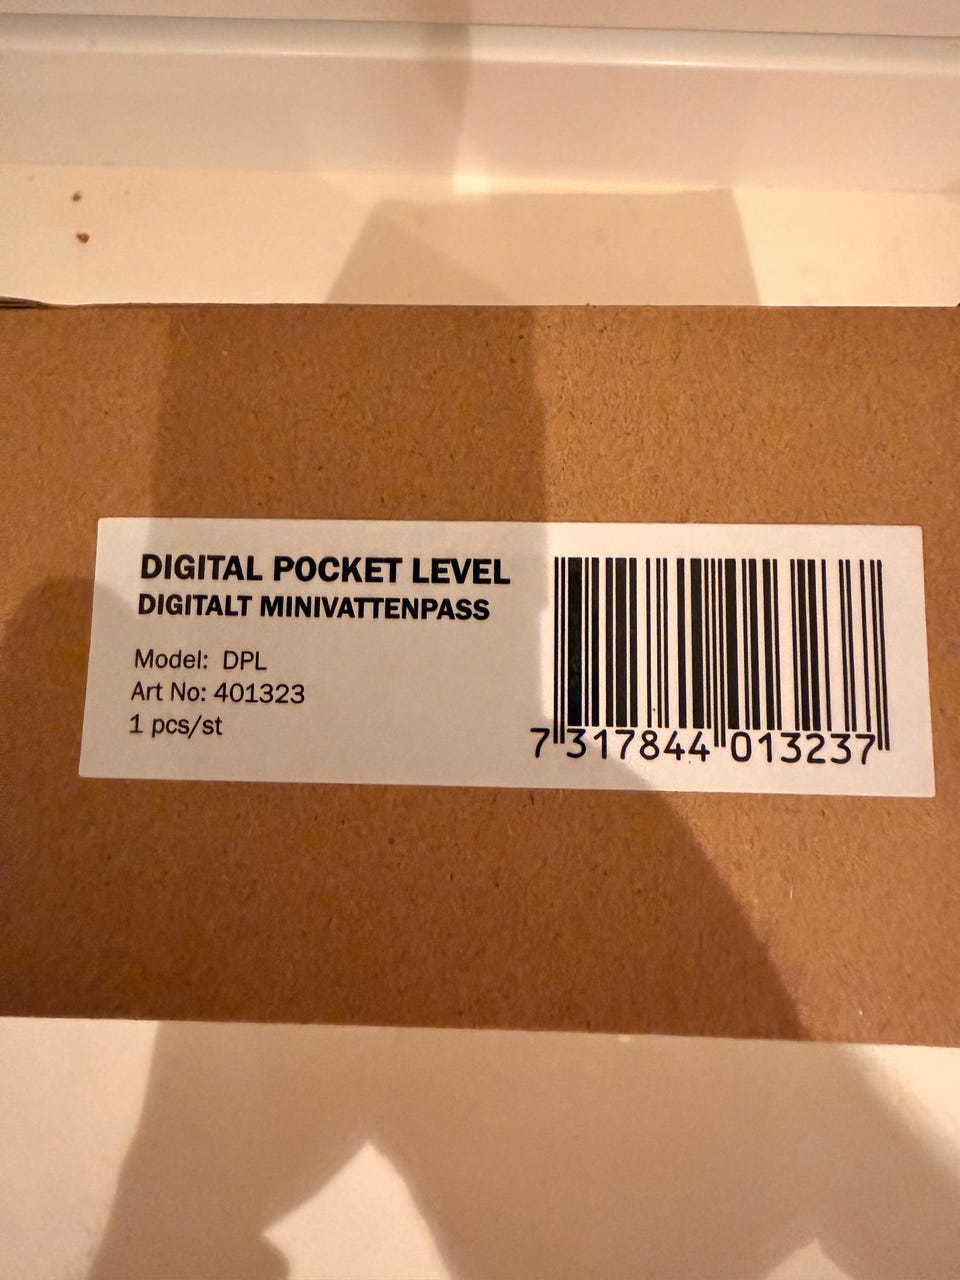 DIGITAL POCKET LEVEL
DIGITALT MINIVATTENPASS
Model: DPL
Art No: 401323
1 pcs/st
7 317844 013237